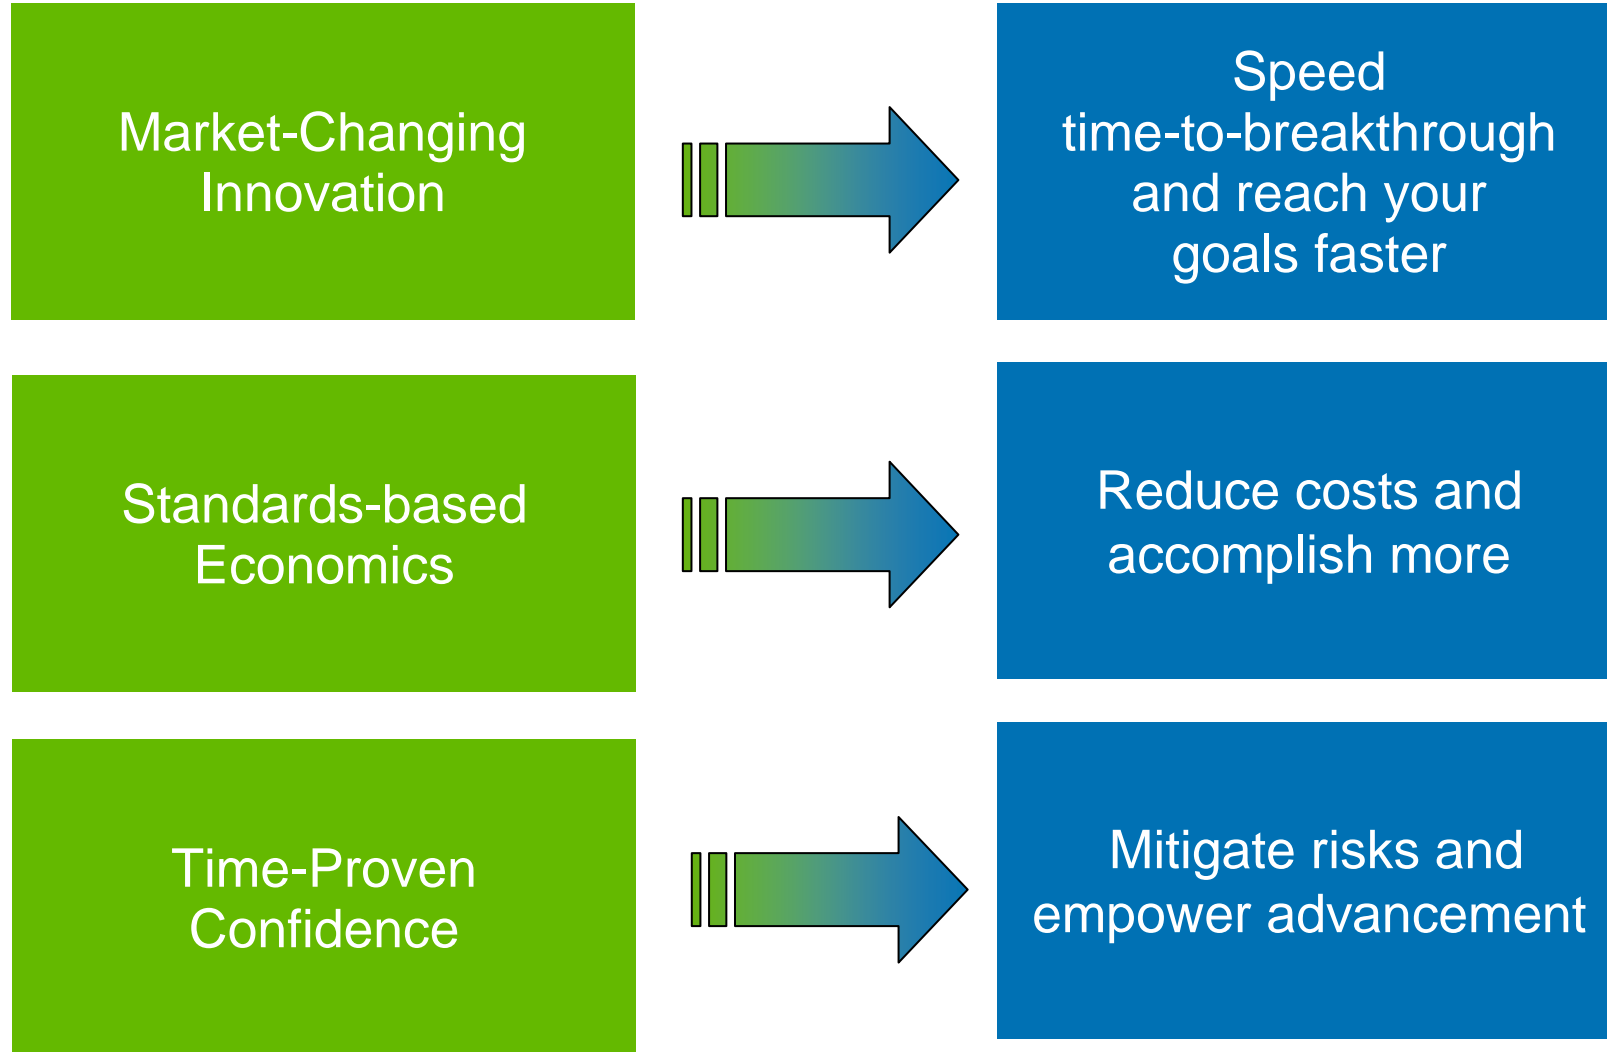 Market-Changing
Innovation
Speed
time-to-breakthrough
and reach your
goals faster
Standards-based
Economics
Reduce costs and
accomplish more
Time-Proven
Confidence
Mitigate risks and
empower advancement